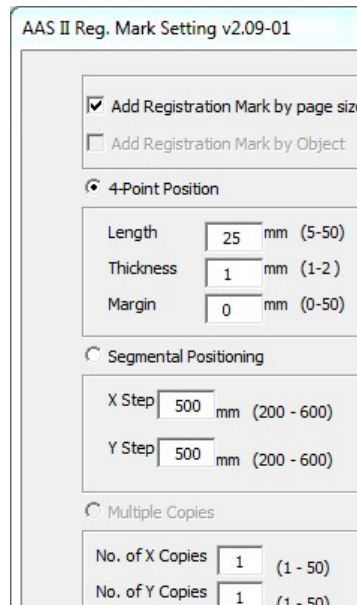 AAS II Reg. Mark Setting v2.09-01
Add Registration Mark by page size
Add Registration Mark by Object
4-Point Position
Length 25 mm (5-50)
Thickness 1 mm (1-2 )
Margin 0 mm (0-50)
Segmental Positioning
X Step 500 mm (200 - 600)
Y Step 500 mm (200 - 600)
Multiple Copies
No. of X Copies 1 (1 - 50)
No. of Y Copies 1 (1 - 50)